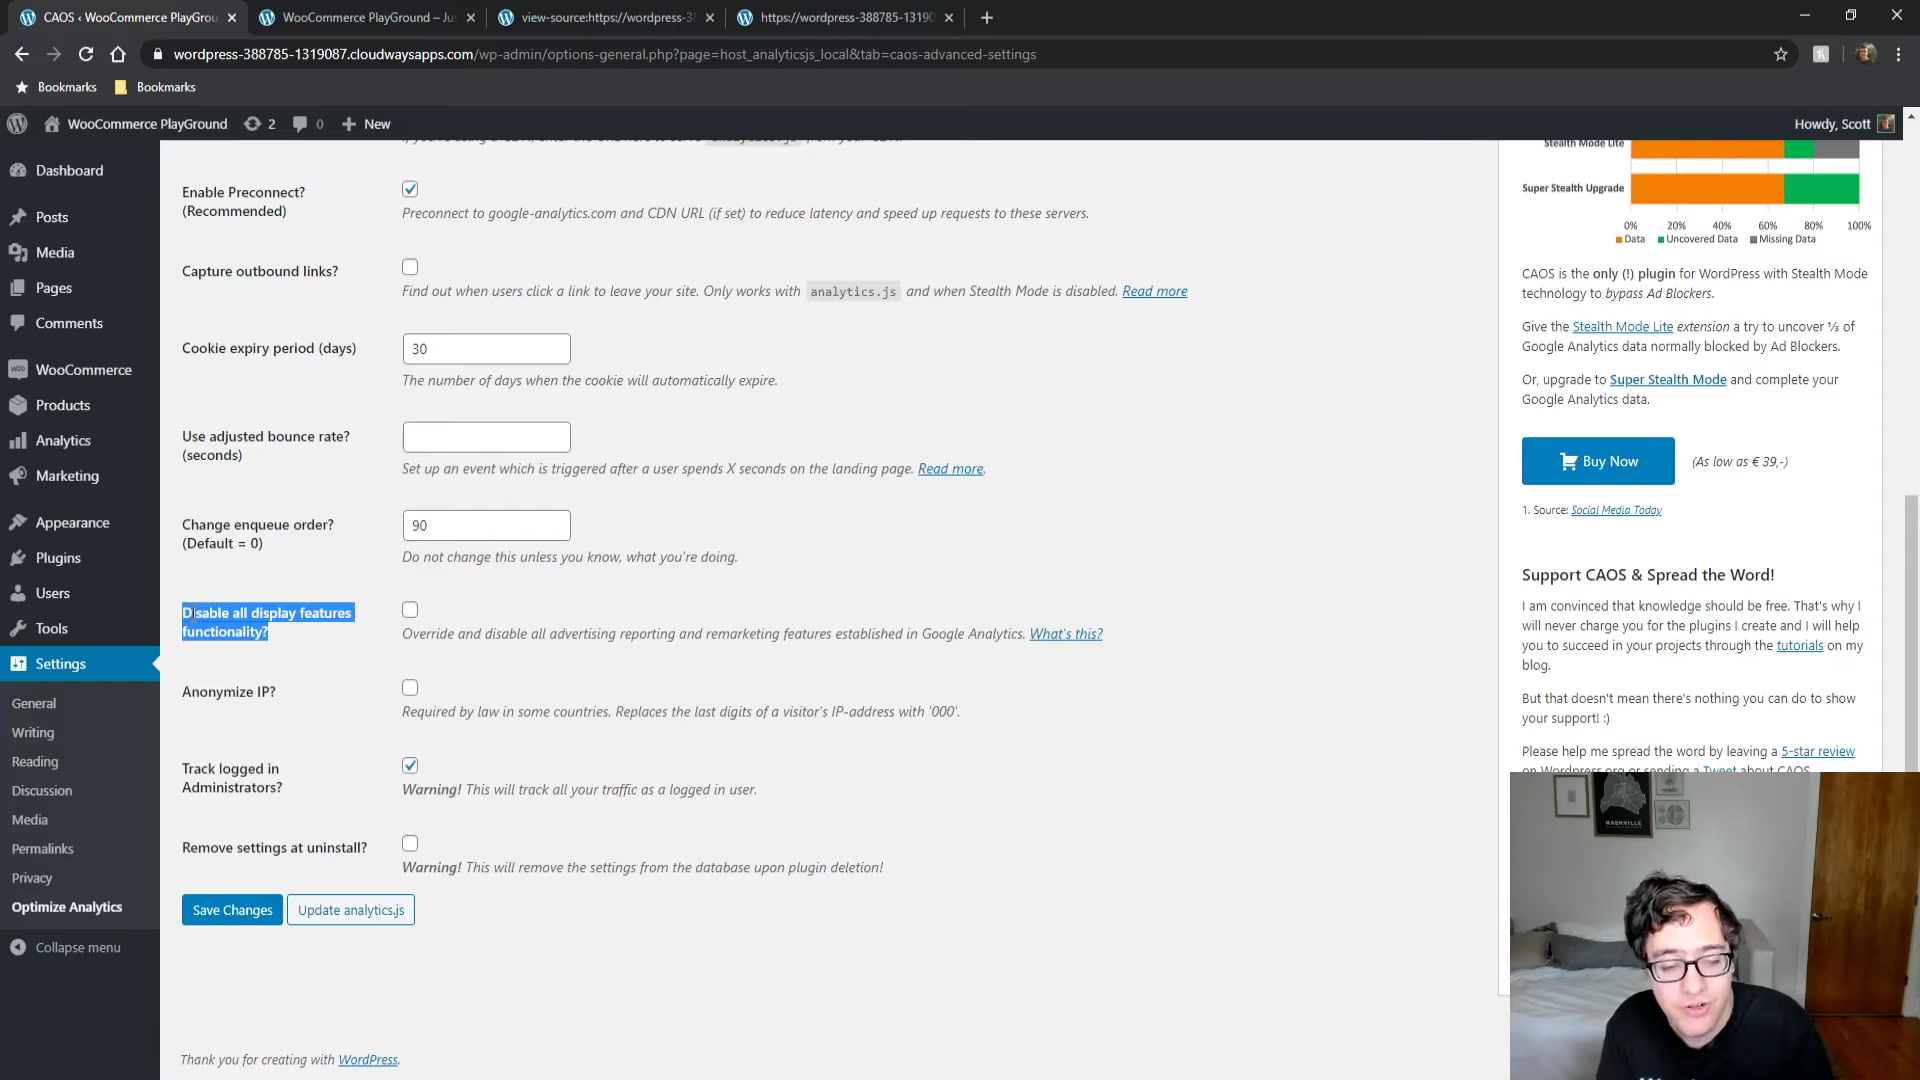 CAOS ‹ WooCommerce PlayGrou
WooCommerce PlayGround – Ju
view-source:https://wordpress-3
https://wordpress-388785-1319
wordpress-388785-1319087.cloudwaysapps.com/wp-admin/options-general.php?page=host_analyticsjs_local&tab=caos-advanced-settings
Bookmarks
Bookmarks
WooCommerce PlayGround
2
0
New
Howdy, Scott
Dashboard
Posts
Media
Pages
Comments
WooCommerce
Products
Analytics
Marketing
Appearance
Plugins
Users
Tools
Settings
General
Writing
Reading
Discussion
Media
Permalinks
Privacy
Optimize Analytics
Collapse menu
Enable Preconnect?
(Recommended)
Preconnect to google-analytics.com and CDN URL (if set) to reduce latency and speed up requests to these servers.
Capture outbound links?
Find out when users click a link to leave your site. Only works with analytics.js and when Stealth Mode is disabled. Read more
Cookie expiry period (days)
30
The number of days when the cookie will automatically expire.
Use adjusted bounce rate?
(seconds)
Set up an event which is triggered after a user spends X seconds on the landing page. Read more.
Change enqueue order?
(Default = 0)
90
Do not change this unless you know, what you're doing.
Disable all display features
functionality?
Override and disable all advertising reporting and remarketing features established in Google Analytics. What's this?
Anonymize IP?
Required by law in some countries. Replaces the last digits of a visitor's IP-address with '000'.
Track logged in
Administrators?
Warning! This will track all your traffic as a logged in user.
Remove settings at uninstall?
Warning! This will remove the settings from the database upon plugin deletion!
Save Changes
Update analytics.js
Thank you for creating with WordPress.
Stealth Mode Lite
Super Stealth Upgrade
0% 20% 40% 60% 80% 100%
Data Uncovered Data Missing Data
CAOS is the only (!) plugin for WordPress with Stealth Mode
technology to bypass Ad Blockers.
Give the Stealth Mode Lite extension a try to uncover ⅓ of
Google Analytics data normally blocked by Ad Blockers.
Or, upgrade to Super Stealth Mode and complete your
Google Analytics data.
Buy Now
(As low as € 39,-)
1. Source: Social Media Today
Support CAOS & Spread the Word!
I am convinced that knowledge should be free. That's why I
will never charge you for the plugins I create and I will help
you to succeed in your projects through the tutorials on my
blog.
But that doesn't mean there's nothing you can do to show
your support! :)
Please help me spread the word by leaving a 5-star review
on Wordpress.org or sending a Tweet about CAOS.
NASHVILLE